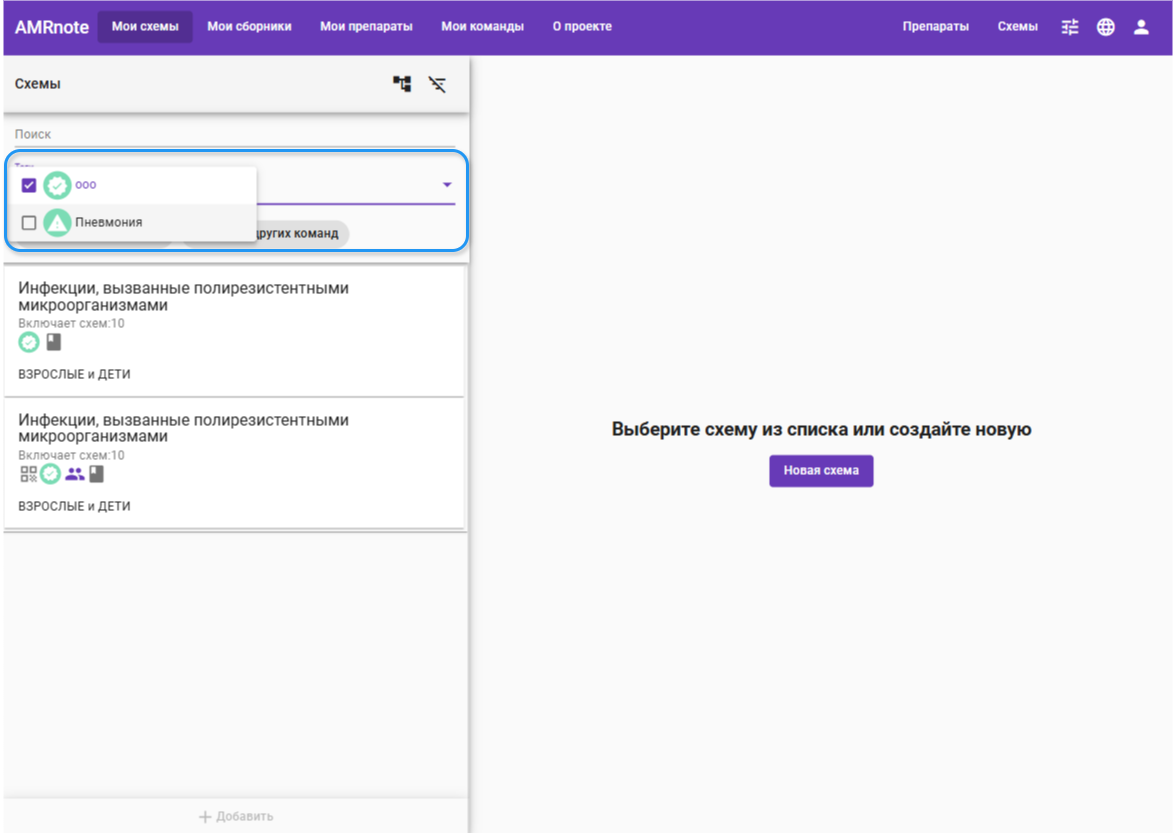 AMRnote Мои схемы Мои сборники Мои препараты Мои команды О проекте Препараты Схемы
Схемы
Поиск
Теги
ооо
Пневмония
других команд
Инфекции, вызванные полирезистентными
микроорганизмами
Включает схем:10
ВЗРОСЛЫЕ и ДЕТИ
Инфекции, вызванные полирезистентными
микроорганизмами
Включает схем:10
ВЗРОСЛЫЕ и ДЕТИ
Выберите схему из списка или создайте новую
Новая схема
Добавить